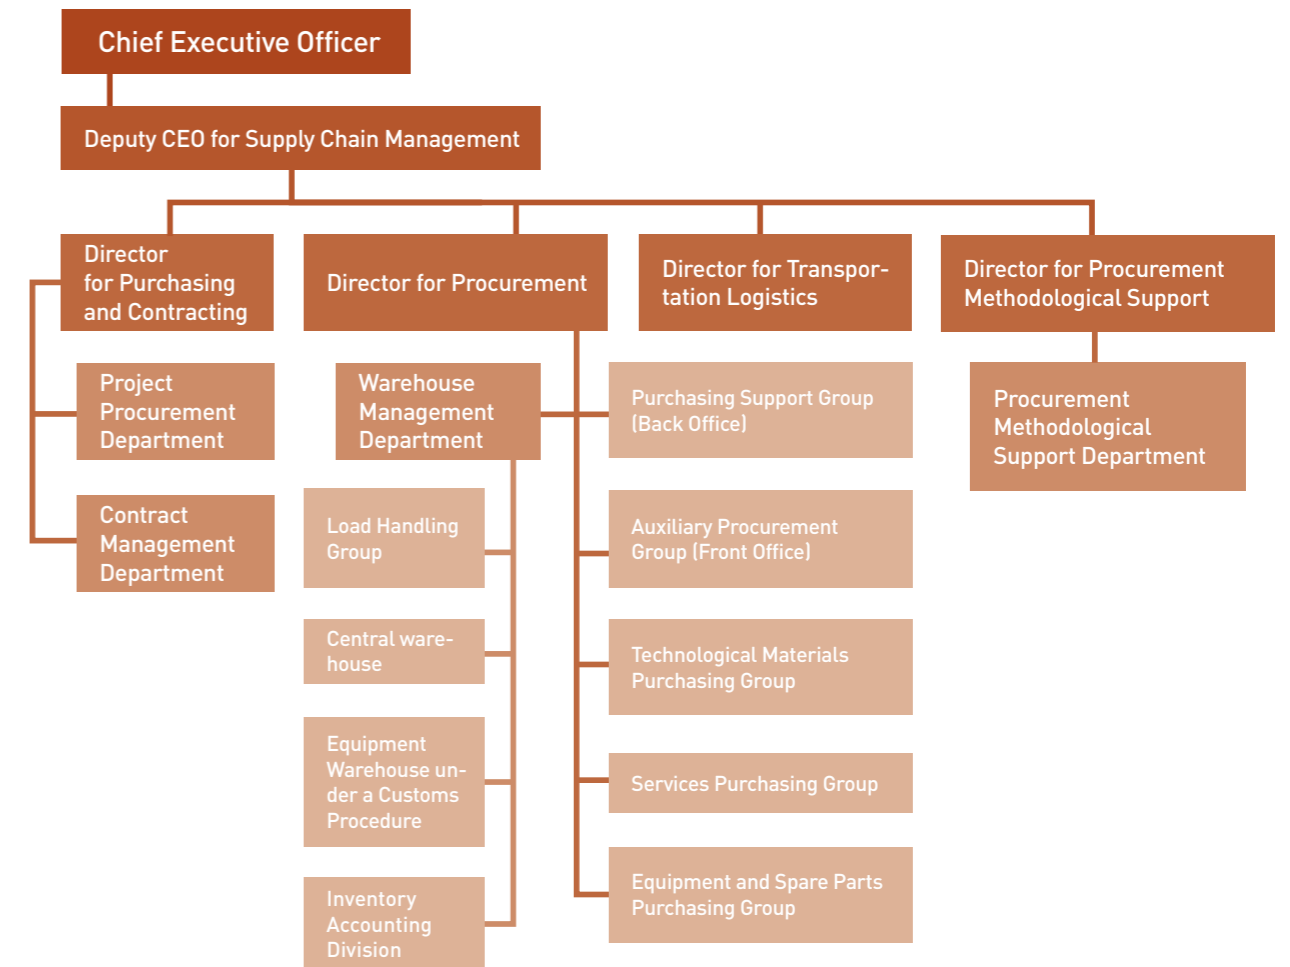 Chief Executive Officer
Deputy CEO for Supply Chain Management
Director
for Purchasing
and Contracting
Project
Procurement
Department
Contract
Management
Department
Director for Procurement
Warehouse
Management
Department
Load Handling
Group
Central ware-
house
Equipment
Warehouse un-
der a Customs
Procedure
Inventory
Accounting
Division
Purchasing Support Group
(Back Office)
Auxiliary Procurement
Group (Front Office)
Technological Materials
Purchasing Group
Services Purchasing Group
Equipment and Spare Parts
Purchasing Group
Director for Transpor-
tation Logistics
Director for Procurement
Methodological Support
Procurement
Methodological
Support Department